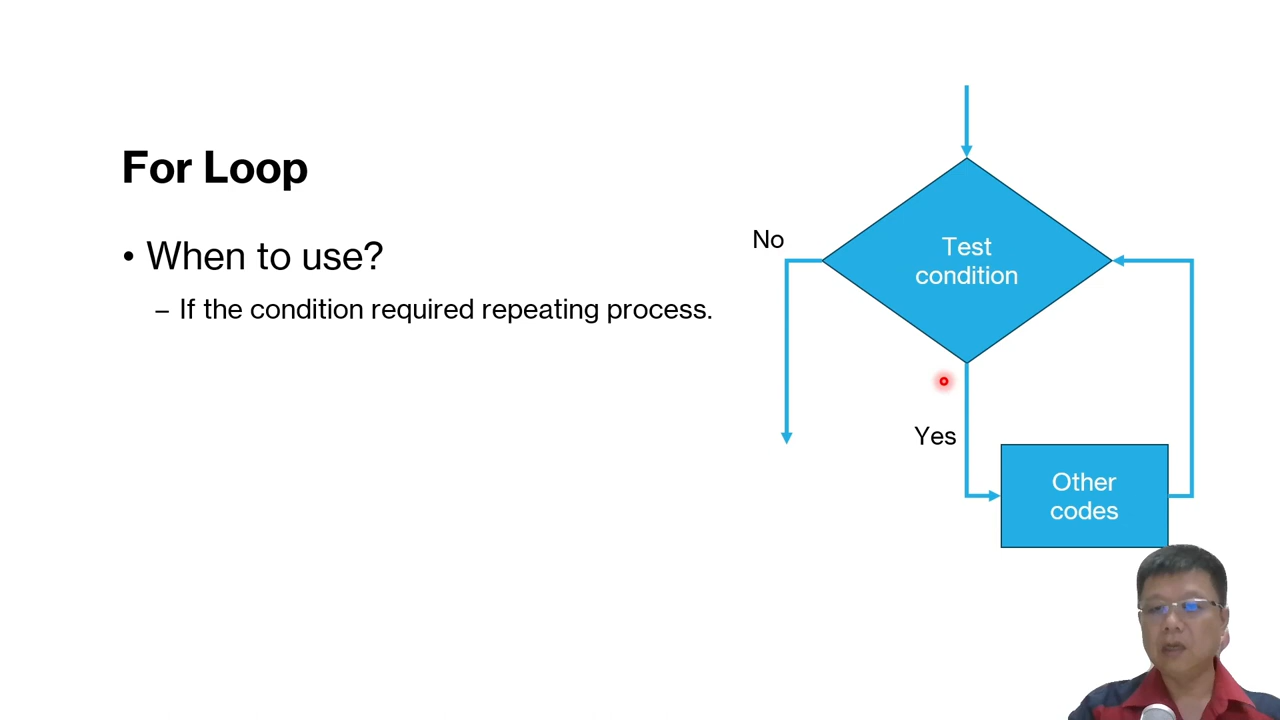 For Loop
• When to use?
– If the condition required repeating process.
No
Test
condition
Yes
Other
codes